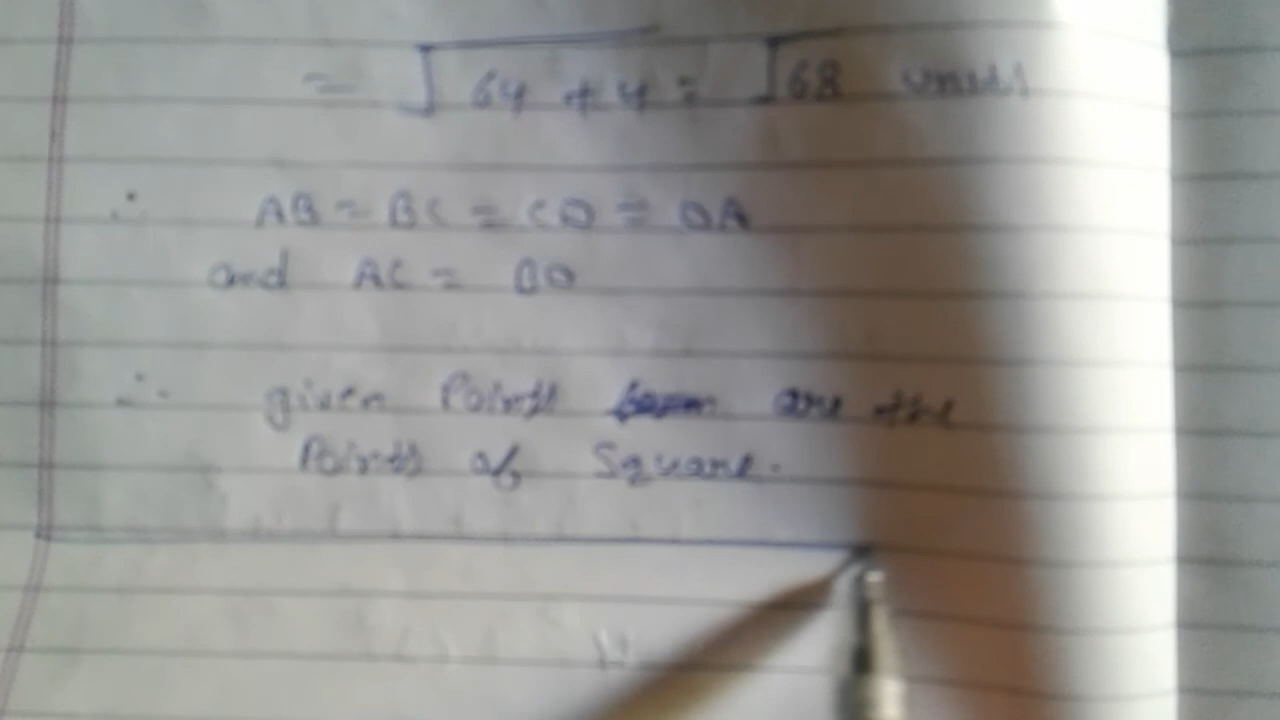 = √64 + 4 = √68 units
∴ AB = BC = CD = DA
and AC = BD
∴ given Points are the
Points of Square.